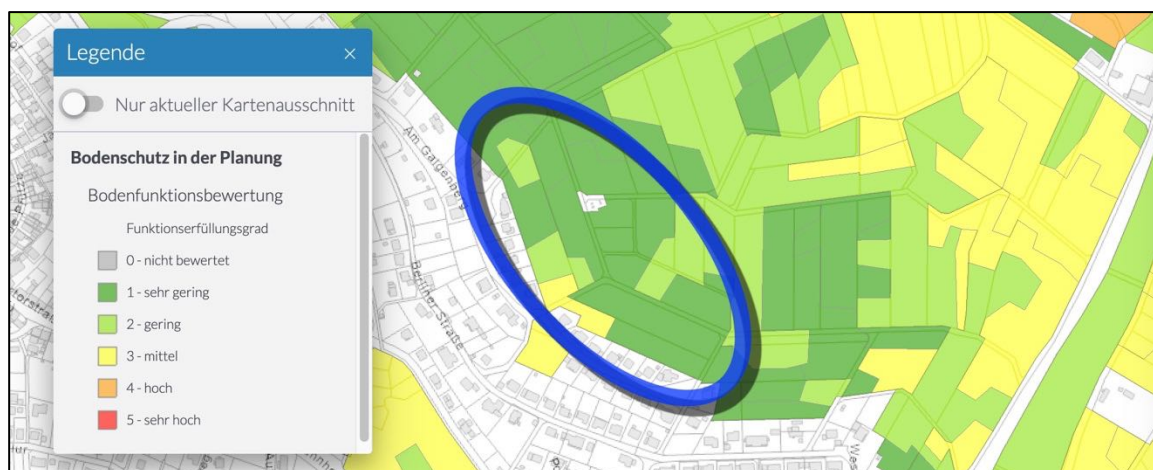 Legende
×
Nur aktueller Kartenausschnitt
Bodenschutz in der Planung
Bodenfunktionsbewertung
Funktionserfüllungsgrad
0 - nicht bewertet
1 - sehr gering
2 - gering
3 - mittel
4 - hoch
5 - sehr hoch
Am Galgenberg
Berliner-Straße